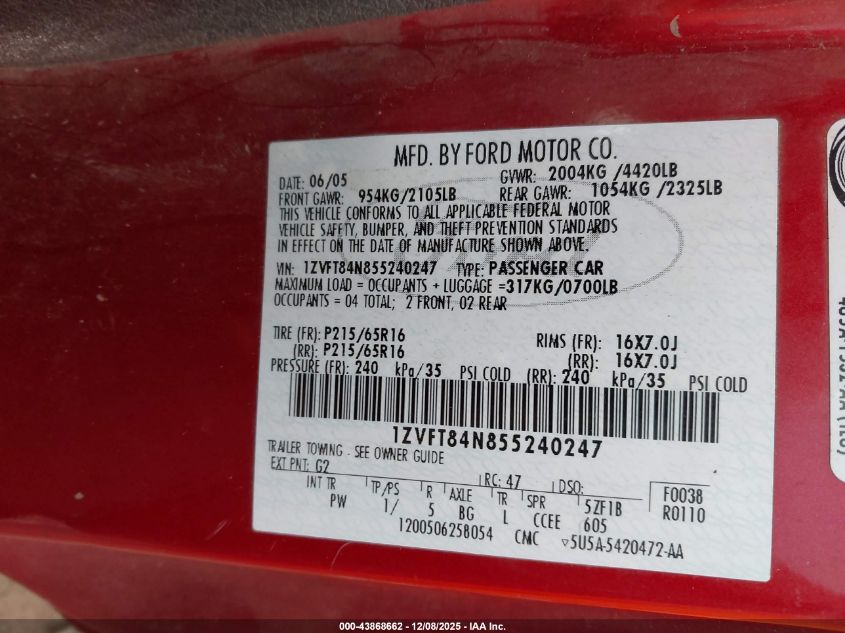 MFD. BY FORD MOTOR CO.
DATE: 06/05 GVWR: 2004KG /4420LB
FRONT GAWR: 954KG/2105LB REAR GAWR: 1054KG /2325LB
THIS VEHICLE CONFORMS TO ALL APPLICABLE FEDERAL MOTOR
VEHICLE SAFETY, BUMPER, AND THEFT PREVENTION STANDARDS
IN EFFECT ON THE DATE OF MANUFACTURE SHOWN ABOVE.
VIN: 1ZVFT84N855240247 TYPE: PASSENGER CAR
MAXIMUM LOAD = OCCUPANTS + LUGGAGE =317KG/0700LB
OCCUPANTS = 04 TOTAL; 2 FRONT, 02 REAR
TIRE (FR): P215/65R16 RIMS (FR): 16X7.0J
(RR): P215/65R16 (RR): 16X7.0J
PRESSURE (FR): 240 kPa/35 PSI COLD (RR): 240 kPa/35 PSI COLD
1ZVFT84N855240247
TRAILER TOWING - SEE OWNER GUIDE
EXT PNT: G2 RC: 47 DSO: F0038
INT TR TP/PS R AXLE TR SPR 5ZF1B R0110
PW 1/ 5 BG L CCEE 605
1200506258054 CMC ▿5U5A-5420472-AA
000-43868662 - 12/08/2025 - IAA Inc.